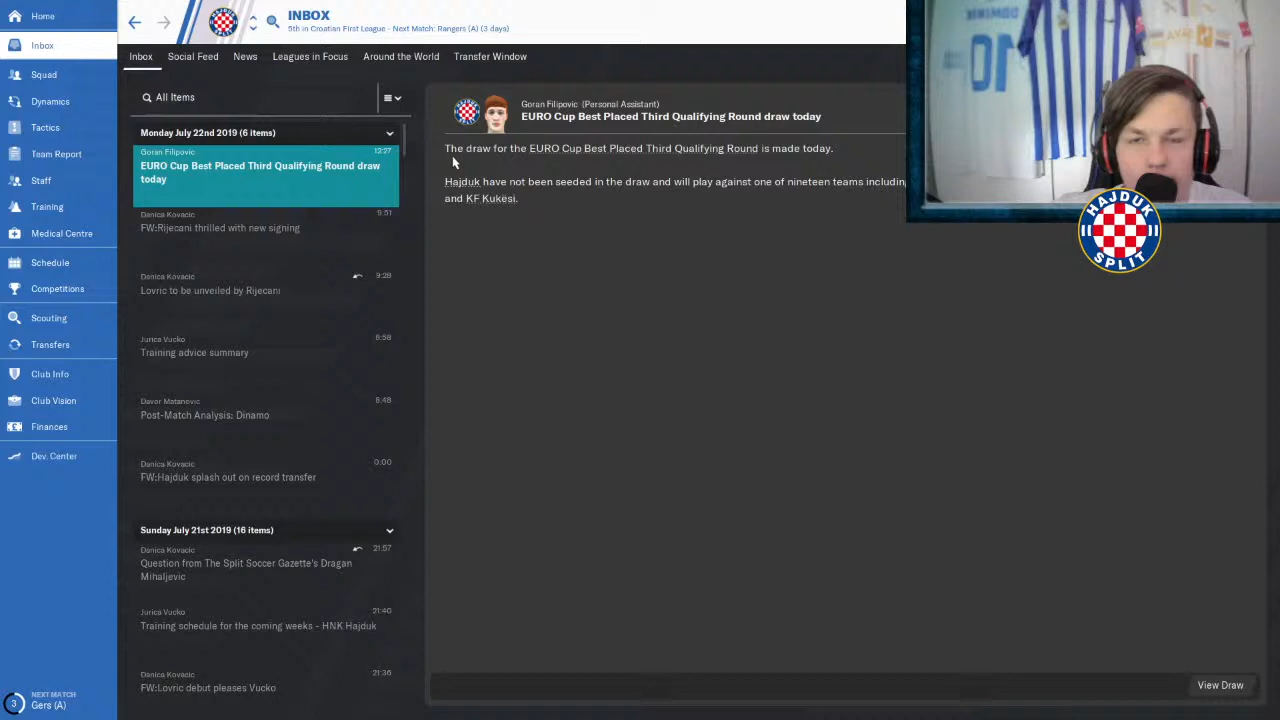 Home
Inbox
Squad
Dynamics
Tactics
Team Report
Staff
Training
Medical Centre
Schedule
Competitions
Scouting
Transfers
Club Info
Club Vision
Finances
Dev. Center
NEXT MATCH
3
Gers (A)
INBOX
5th in Croatian First League - Next Match: Rangers (A) (3 days)
Inbox Social Feed News Leagues in Focus Around the World Transfer Window
All Items
Monday July 22nd 2019 (6 items)
Goran Filipovic 12:27
EURO Cup Best Placed Third Qualifying Round draw
today
Danica Kovacic 9:51
FW:Rijecani thrilled with new signing
Danica Kovacic 9:28
Lovric to be unveiled by Rijecani
Jurica Vucko 8:58
Training advice summary
Davor Matanovic 8:48
Post-Match Analysis: Dinamo
Danica Kovacic 0:00
FW:Hajduk splash out on record transfer
Sunday July 21st 2019 (16 items)
Danica Kovacic 21:57
Question from The Split Soccer Gazette's Dragan
Mihaljevic
Jurica Vucko 21:40
Training schedule for the coming weeks - HNK Hajduk
Danica Kovacic 21:36
FW:Lovric debut pleases Vucko
Goran Filipovic (Personal Assistant)
EURO Cup Best Placed Third Qualifying Round draw today
The draw for the EURO Cup Best Placed Third Qualifying Round is made today.
Hajduk have not been seeded in the draw and will play against one of nineteen teams including
and KF Kukësi.
View Draw
DOMINIK
10
HAJDUK
SPLIT